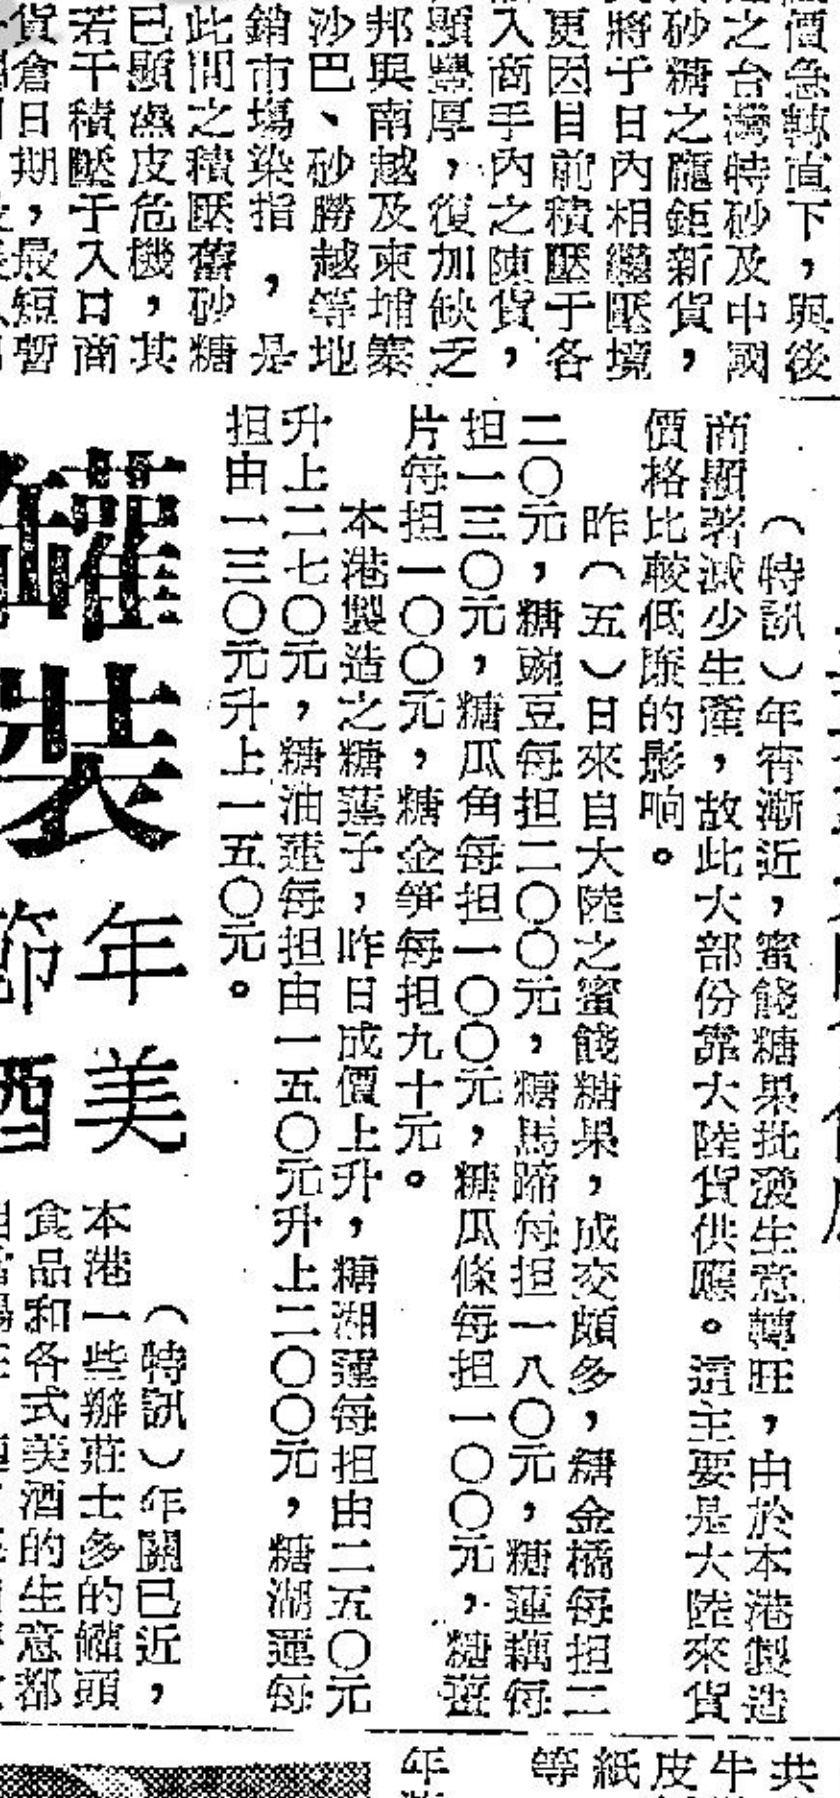 價急轉直下，與後
之台灣特砂及中國
砂糖之龐鉅新貨，
將于日內相繼壓境
更因目前積壓于各
入商手內之陳貨，
顯豐厚，復加缺乏
邦與南越及柬埔寨
沙巴、砂勝越等地
銷市場染指，是
此間之積壓舊砂糖
已顯濕皮危機，其
若干積壓于入口商
貨倉日期，最短暫
（特訊）年宵漸近，蜜餞糖果批發生意轉旺，由於本港製造
商顯著減少生產，故此大部份靠大陸貨供應。這主要是大陸來貨
價格比較低廉的影响。
昨（五）日來自大陸之蜜餞糖果，成交頗多，糖金橘每担二
二〇元，糖豌豆每担二〇〇元，糖馬蹄每担一八〇元，糖蓮藕每
担一三〇元，糖瓜角每担一〇〇元，糖瓜條每担一〇〇元，糖
片每担一〇〇元，糖金笋每担九十元。
本港製造之糖蓮子，昨日成價上升，糖湖蓮每担由二五〇元
升上二七〇元，糖油蓮每担由一五〇元升上二〇〇元，糖湖蓮每
担由一三〇元升上一五〇元。
罐裝年美
節酒
（特訊）年關已近，
本港一些辦莊士多的罐頭
食品和各式美酒的生意都
共
牛
皮
紙
等
年